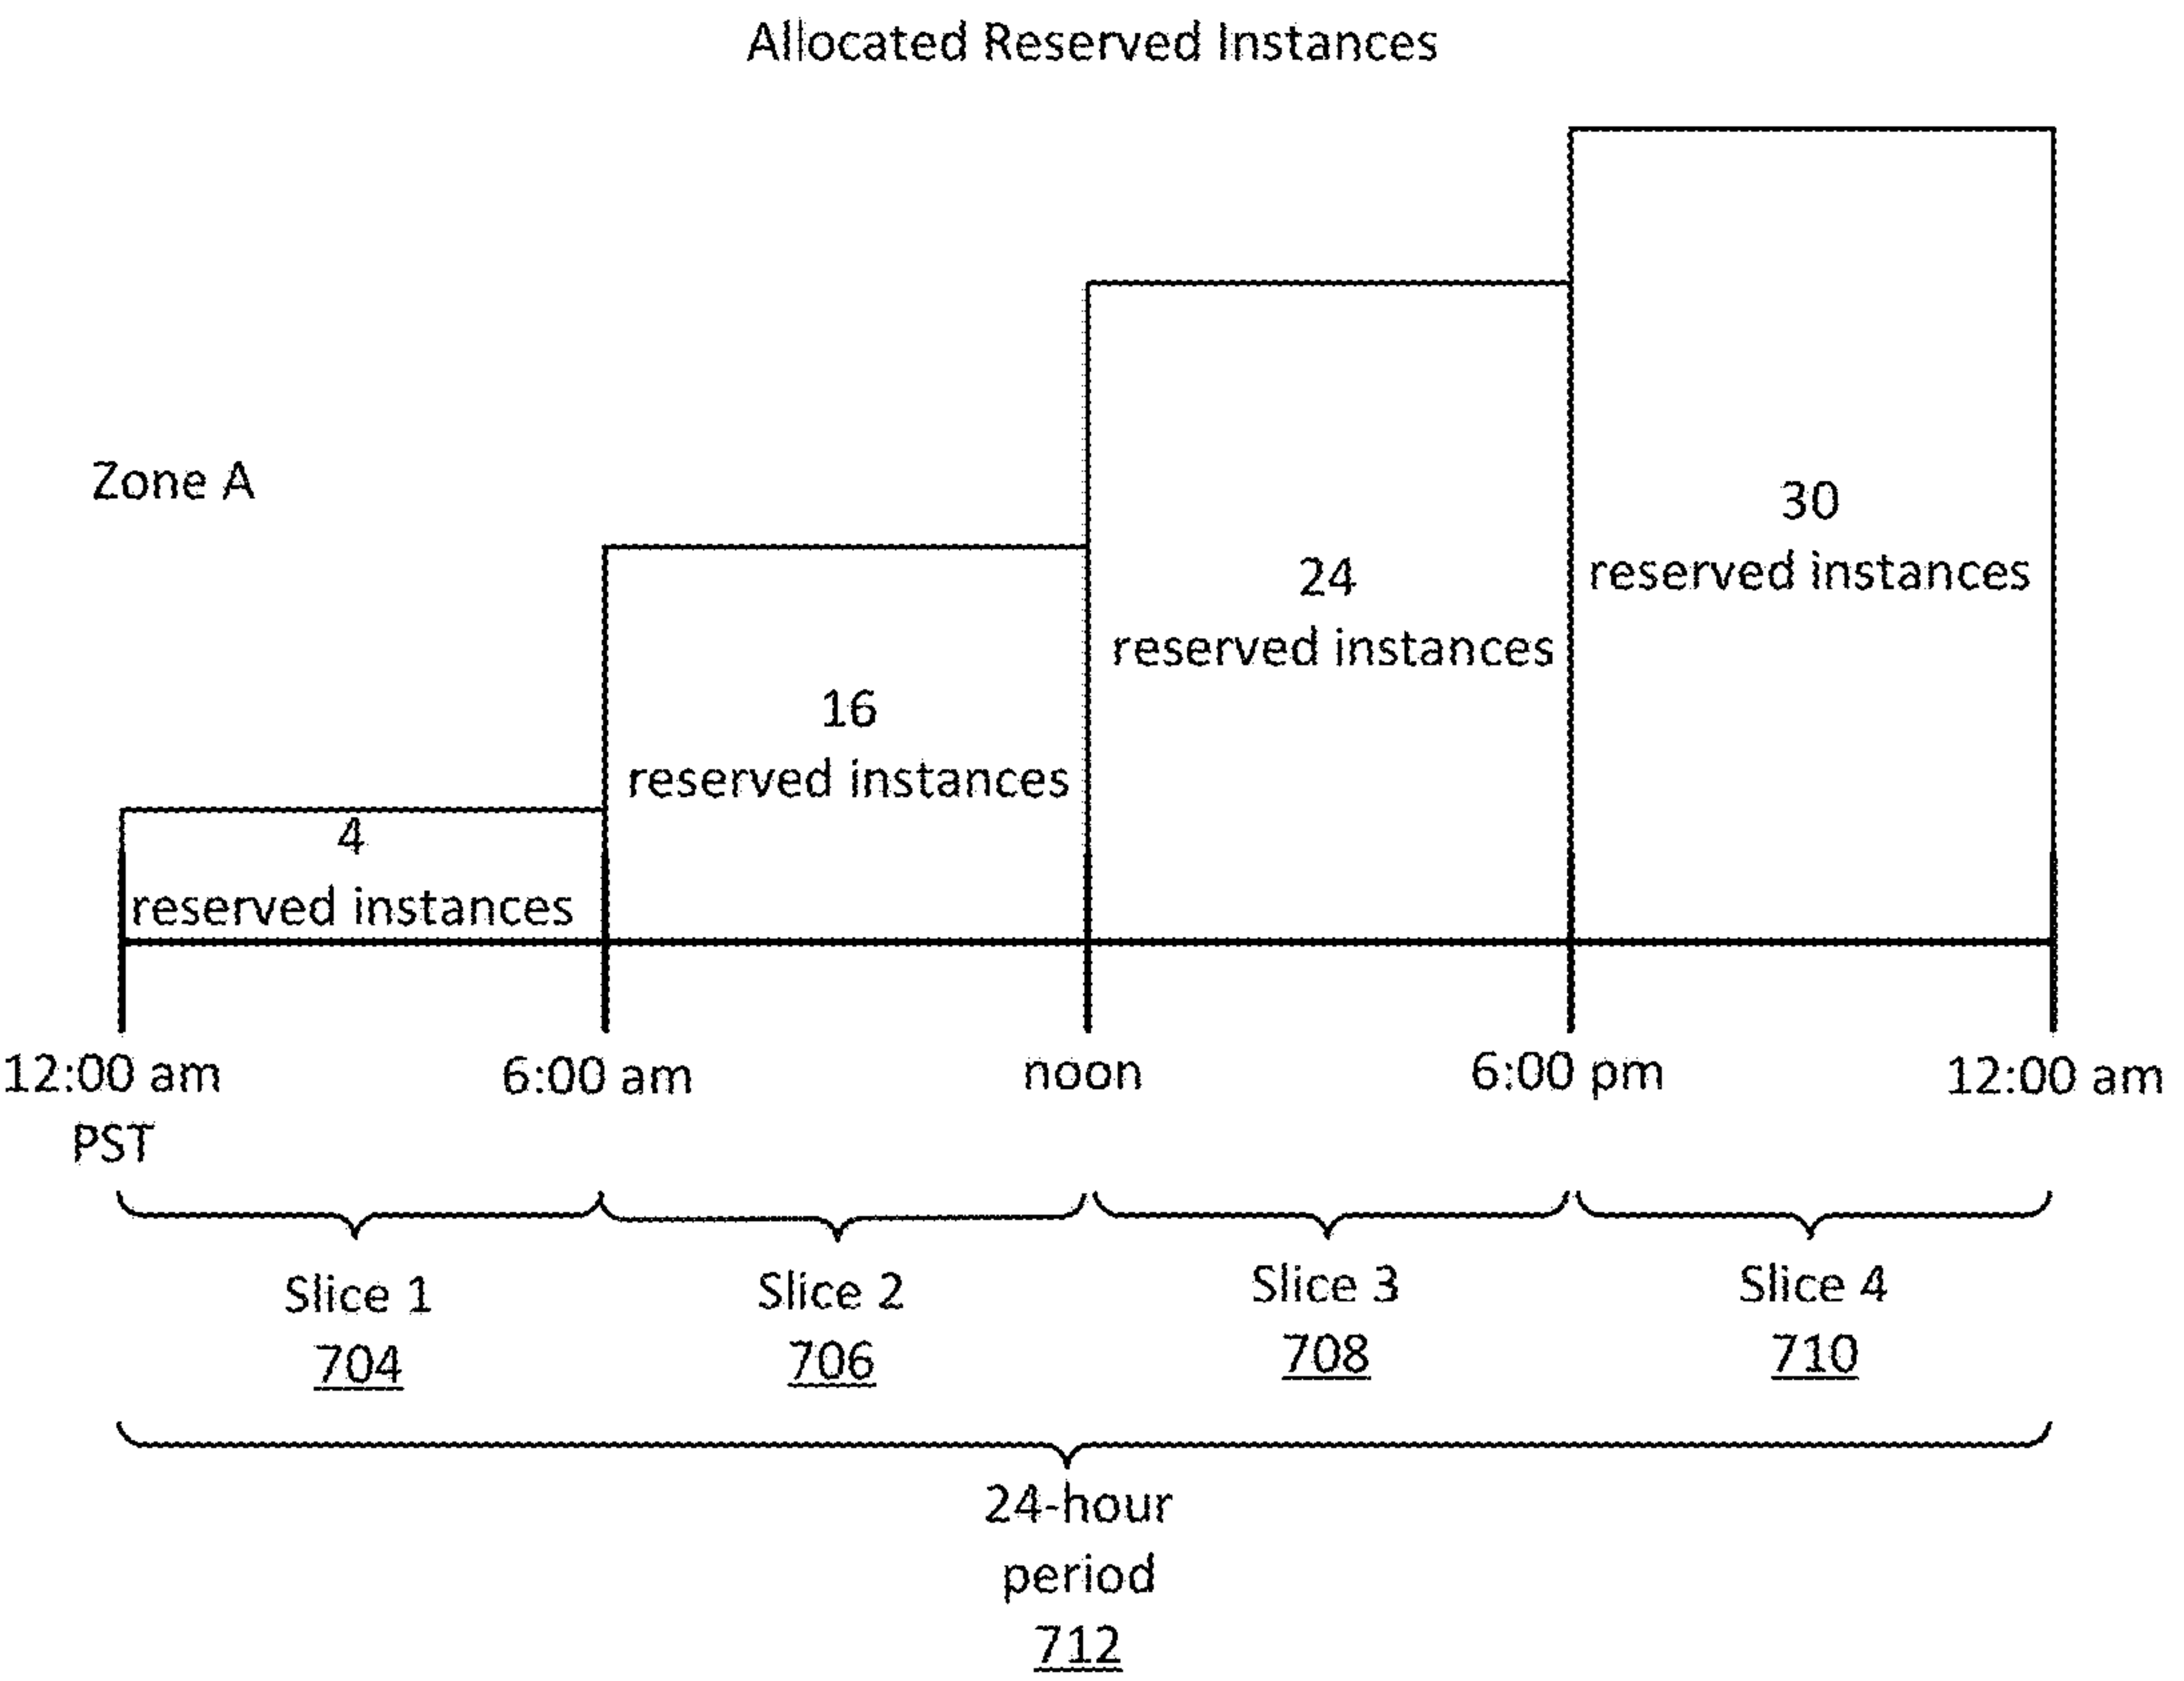 Allocated Reserved Instances
Zone A
4
reserved instances
16
reserved instances
24
reserved instances
30
reserved instances
12:00 am
PST
6:00 am
noon
6:00 pm
12:00 am
Slice 1
704
Slice 2
706
Slice 3
708
Slice 4
710
24-hour
period
712